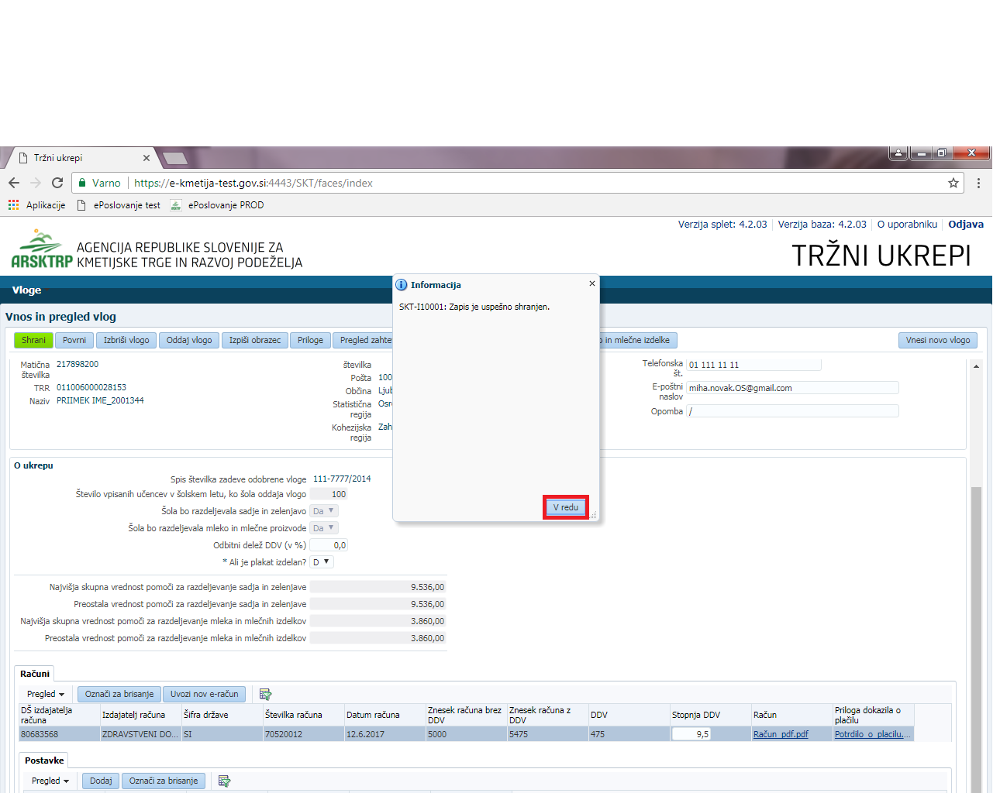 Tržni ukrepi
Varno https://e-kmetija-test.gov.si:4443/SKT/faces/index
Aplikacije ePoslovanje test ePoslovanje PROD
Verzija splet: 4.2.03 Verzija baza: 4.2.03 O uporabniku Odjava
ARSKTRP
AGENCIJA REPUBLIKE SLOVENIJE ZA
KMETIJSKE TRGE IN RAZVOJ PODEŽELJA
TRŽNI UKREPI
Vloge
Vnos in pregled vlog
Shrani Povrni Izbriši vlogo Oddaj vlogo Izpiši obrazec Priloge Pregled zahte o in mlečne izdelke Vnesi novo vlogo
Informacija
SKT-I10001: Zapis je uspešno shranjen.
V redu
Matična številka 217898200
TRR 011006000028153
Naziv PRIIMEK IME_2001344
številka
Pošta 100
Občina Ljub
Statistična regija Osr
Kohezijska regija Zah
Telefonska št. 01 111 11 11
E-poštni naslov miha.novak.OS@gmail.com
Opomba /
O ukrepu
Spis številka zadeve odobrene vloge 111-7777/2014
Število vpisanih učencev v šolskem letu, ko šola oddaja vlogo 100
Šola bo razdeljevala sadje in zelenjavo Da
Šola bo razdeljevala mleko in mlečne proizvode Da
Odbitni delež DDV (v %) 0,0
* Ali je plakat izdelan? D
Najvišja skupna vrednost pomoči za razdeljevanje sadja in zelenjave 9.536,00
Preostala vrednost pomoči za razdeljevanje sadja in zelenjave 9.536,00
Najvišja skupna vrednost pomoči za razdeljevanje mleka in mlečnih izdelkov 3.860,00
Preostala vrednost pomoči za razdeljevanje mleka in mlečnih izdelkov 3.860,00
Računi
Pregled Označi za brisanje Uvozi nov e-račun
DŠ izdajatelja računa Izdajatelj računa Šifra države Številka računa Datum računa Znesek računa brez DDV Znesek računa z DDV DDV Stopnja DDV Račun Priloga dokazila o plačilu
80683568 ZDRAVSTVENI DO... SI 70520012 12.6.2017 5000 5475 475 9,5 Račun_pdf.pdf Potrdilo_o_placilu....
Postavke
Pregled Dodaj Označi za brisanje